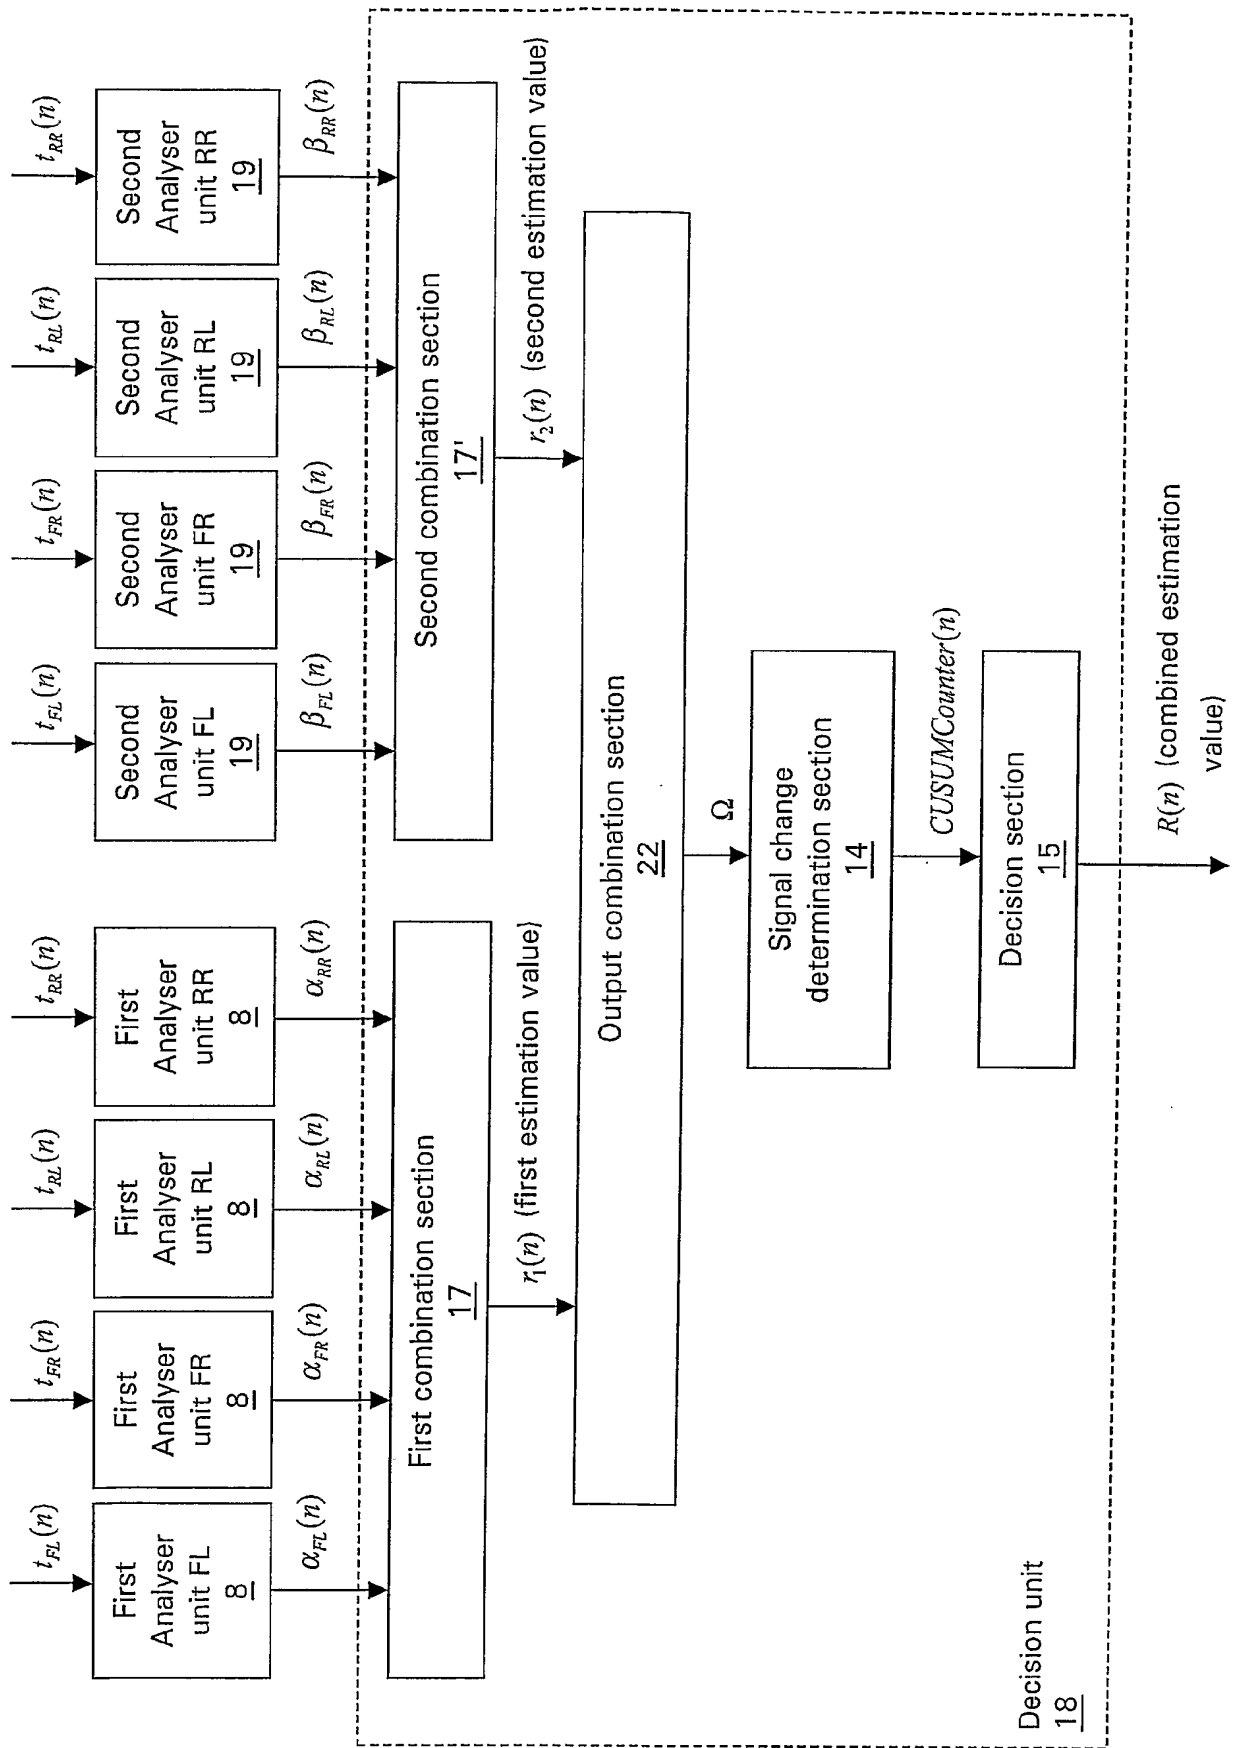 t_FL(n)
t_FR(n)
t_RL(n)
t_RR(n)
t_FL(n)
t_FR(n)
t_RL(n)
t_RR(n)
First
Analyser
unit FL
8
First
Analyser
unit FR
8
First
Analyser
unit RL
8
First
Analyser
unit RR
8
Second
Analyser
unit FL
19
Second
Analyser
unit FR
19
Second
Analyser
unit RL
19
Second
Analyser
unit RR
19
α_FL(n)
α_FR(n)
α_RL(n)
α_RR(n)
β_FL(n)
β_FR(n)
β_RL(n)
β_RR(n)
First combination section
17
Second combination section
17'
r₁(n) (first estimation value)
r₂(n) (second estimation value)
Output combination section
22
Ω
Signal change
determination section
14
CUSUMCounter(n)
Decision section
15
Decision unit
18
R(n) (combined estimation
value)